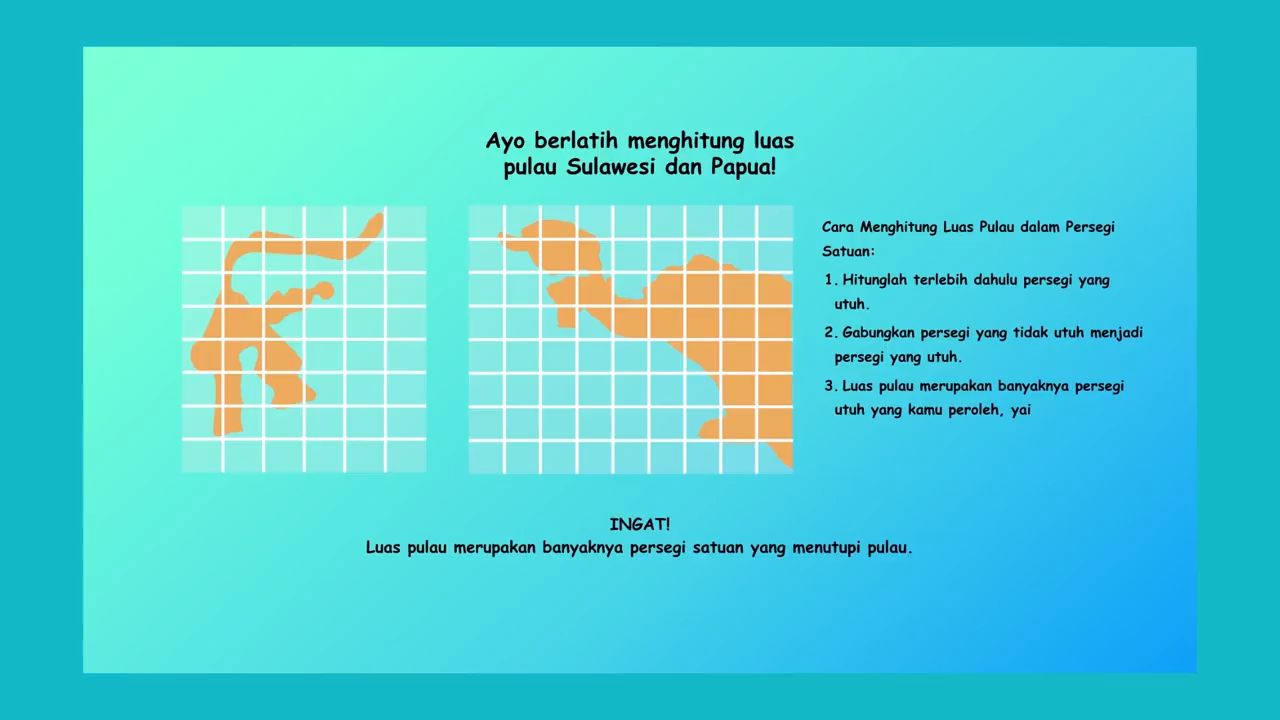 Ayo berlatih menghitung luas
pulau Sulawesi dan Papua!
Cara Menghitung Luas Pulau dalam Persegi
Satuan:
1. Hitunglah terlebih dahulu persegi yang
utuh.
2. Gabungkan persegi yang tidak utuh menjadi
persegi yang utuh.
3. Luas pulau merupakan banyaknya persegi
utuh yang kamu peroleh, yai
INGAT!
Luas pulau merupakan banyaknya persegi satuan yang menutupi pulau.